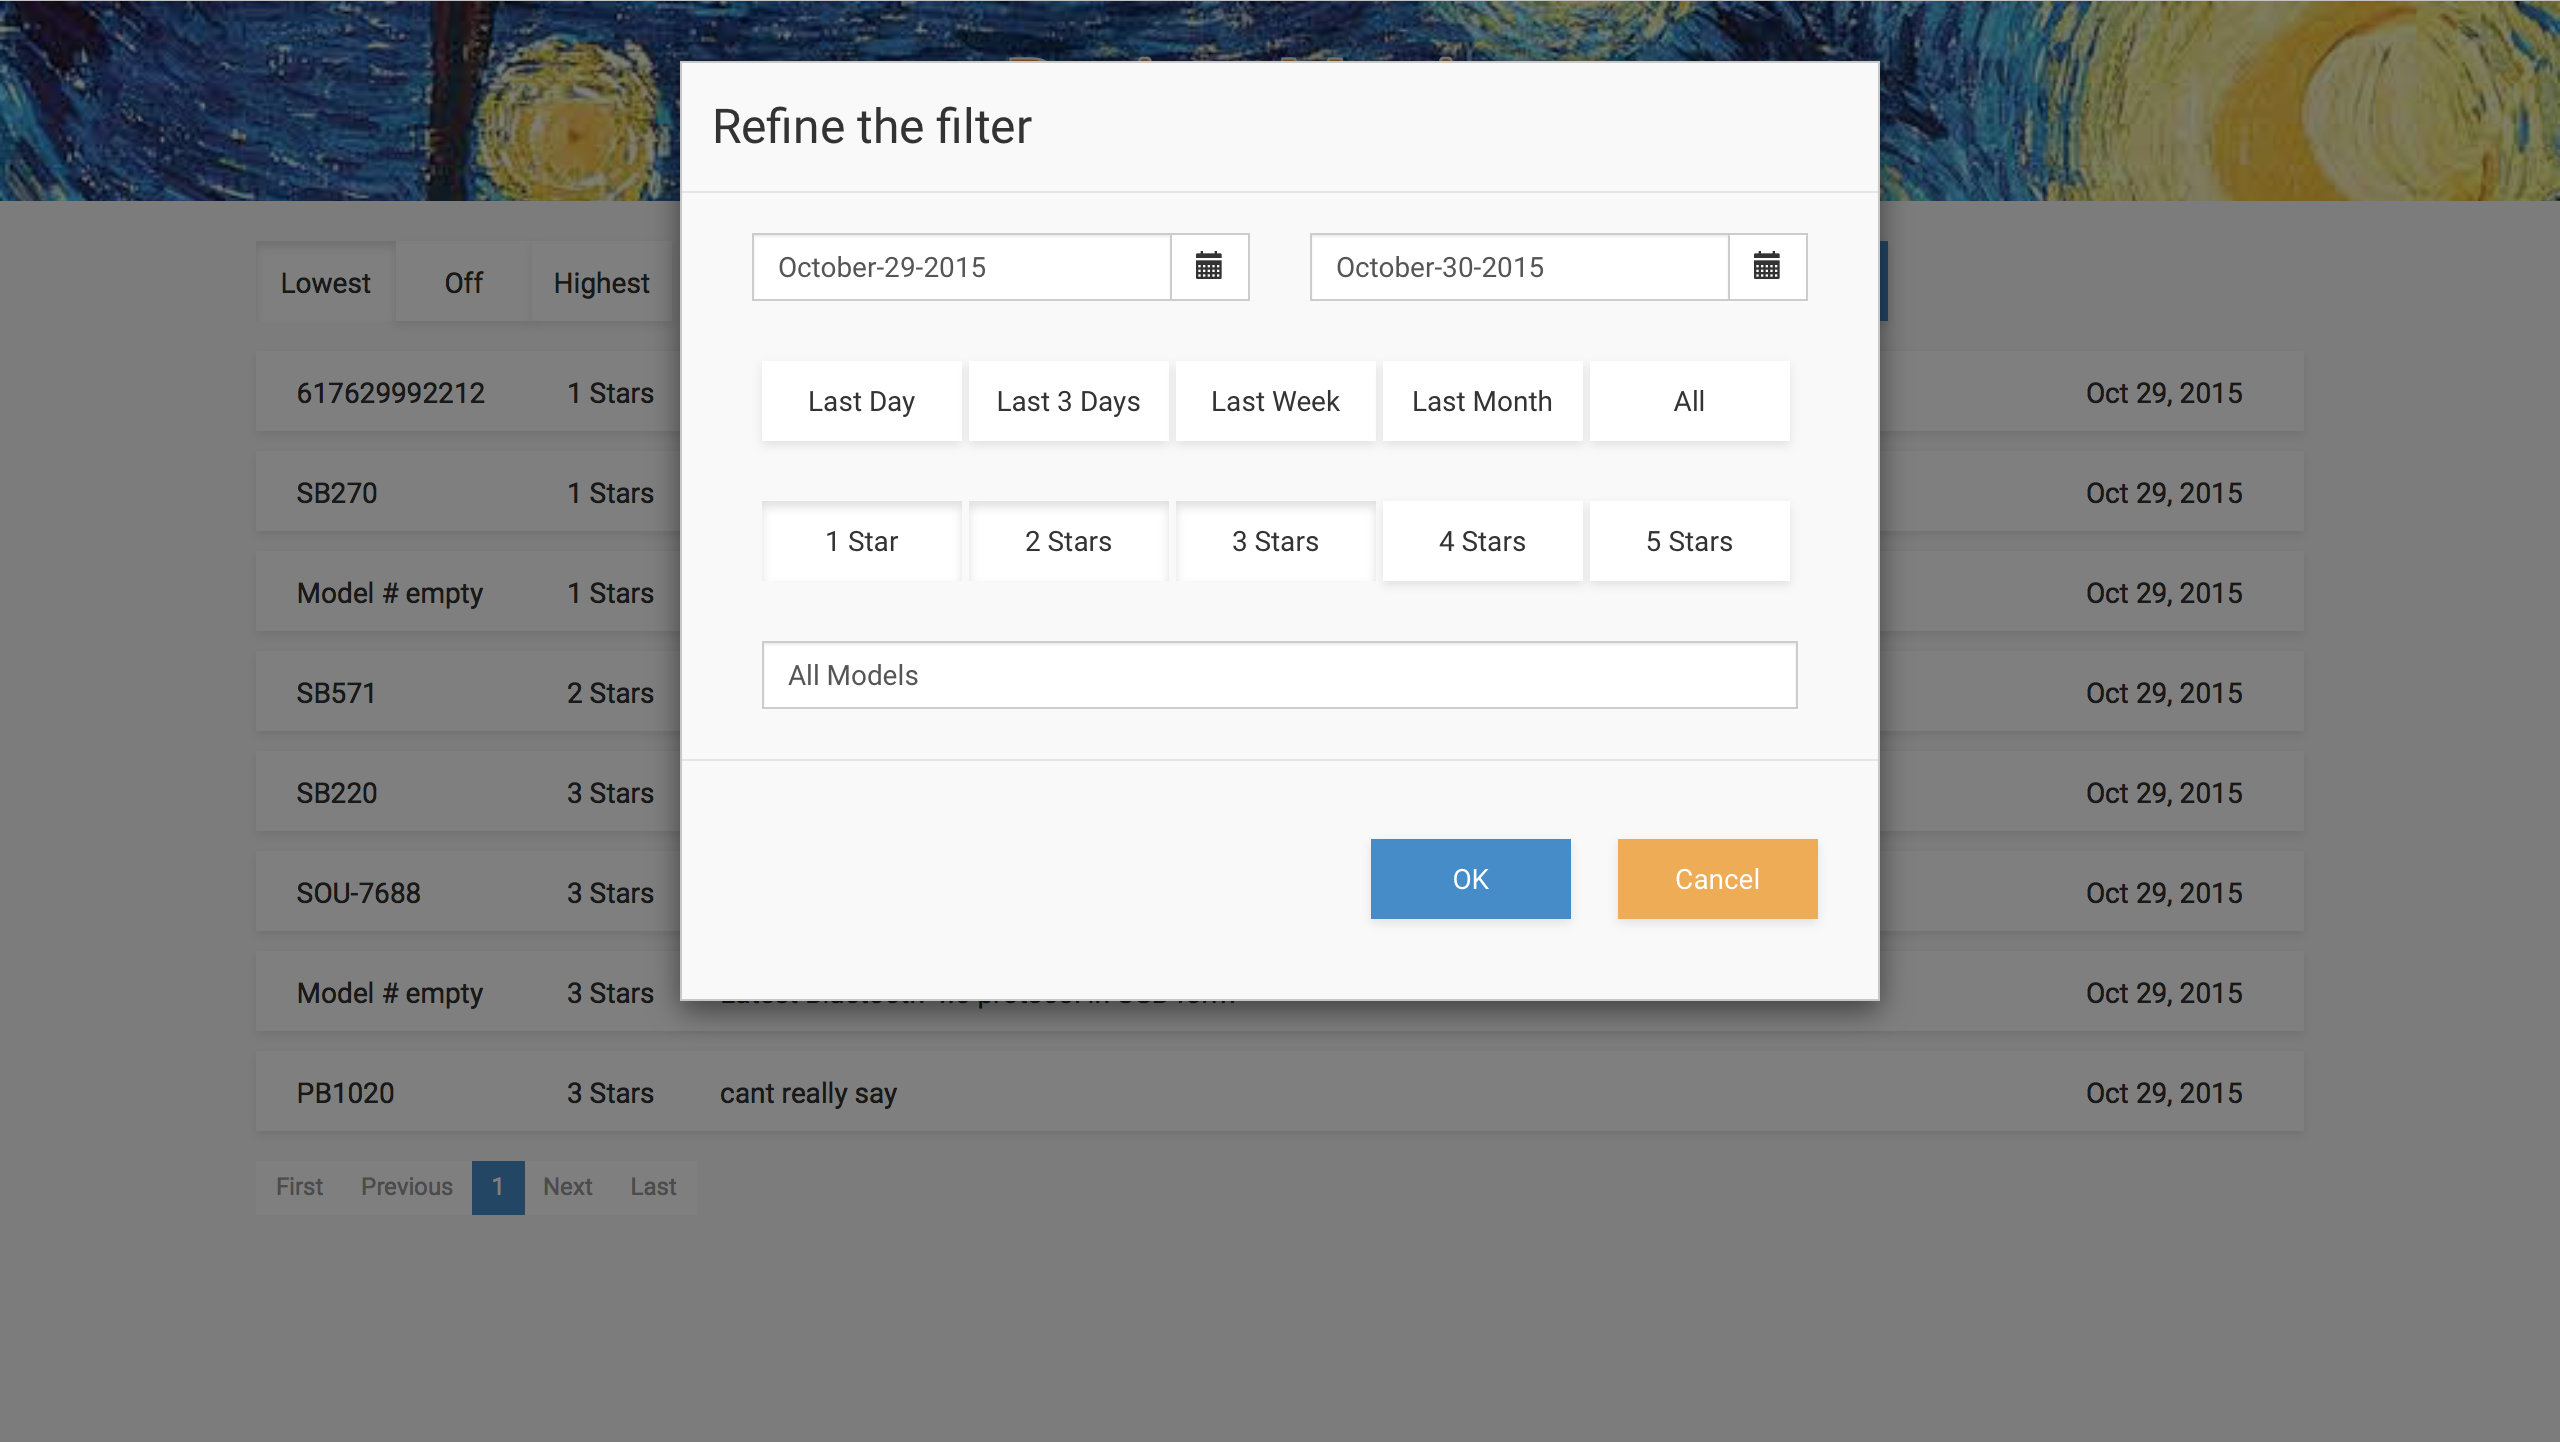 Refine the filter
October-29-2015 October-30-2015
Lowest Off Highest
Last Day Last 3 Days Last Week Last Month All
1 Star 2 Stars 3 Stars 4 Stars 5 Stars
All Models
OK Cancel
617629992212 1 Stars Oct 29, 2015
SB270 1 Stars Oct 29, 2015
Model # empty 1 Stars Oct 29, 2015
SB571 2 Stars Oct 29, 2015
SB220 3 Stars Oct 29, 2015
SOU-7688 3 Stars Oct 29, 2015
Model # empty 3 Stars Oct 29, 2015
PB1020 3 Stars cant really say Oct 29, 2015
First Previous 1 Next Last